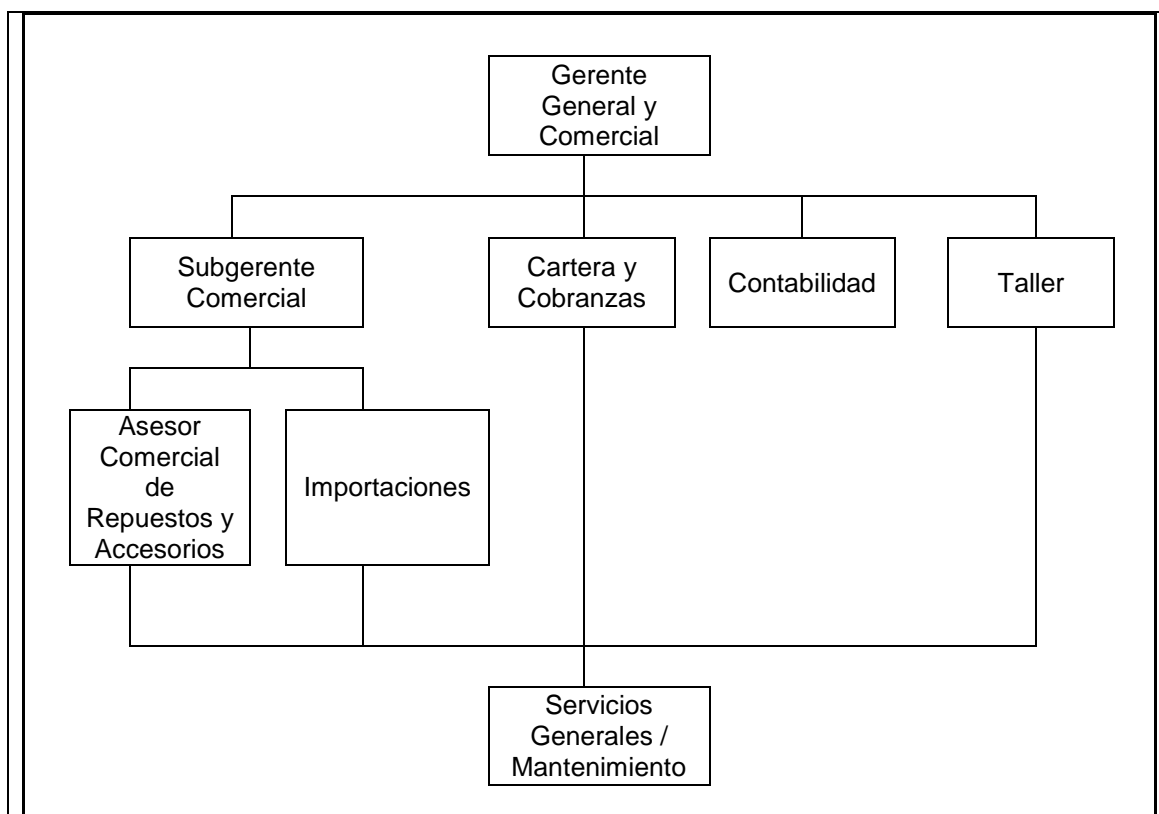 Gerente
General y
Comercial
Subgerente
Comercial
Cartera y
Cobranzas
Contabilidad
Taller
Asesor
Comercial
de
Repuestos y
Accesorios
Importaciones
Servicios
Generales /
Mantenimiento